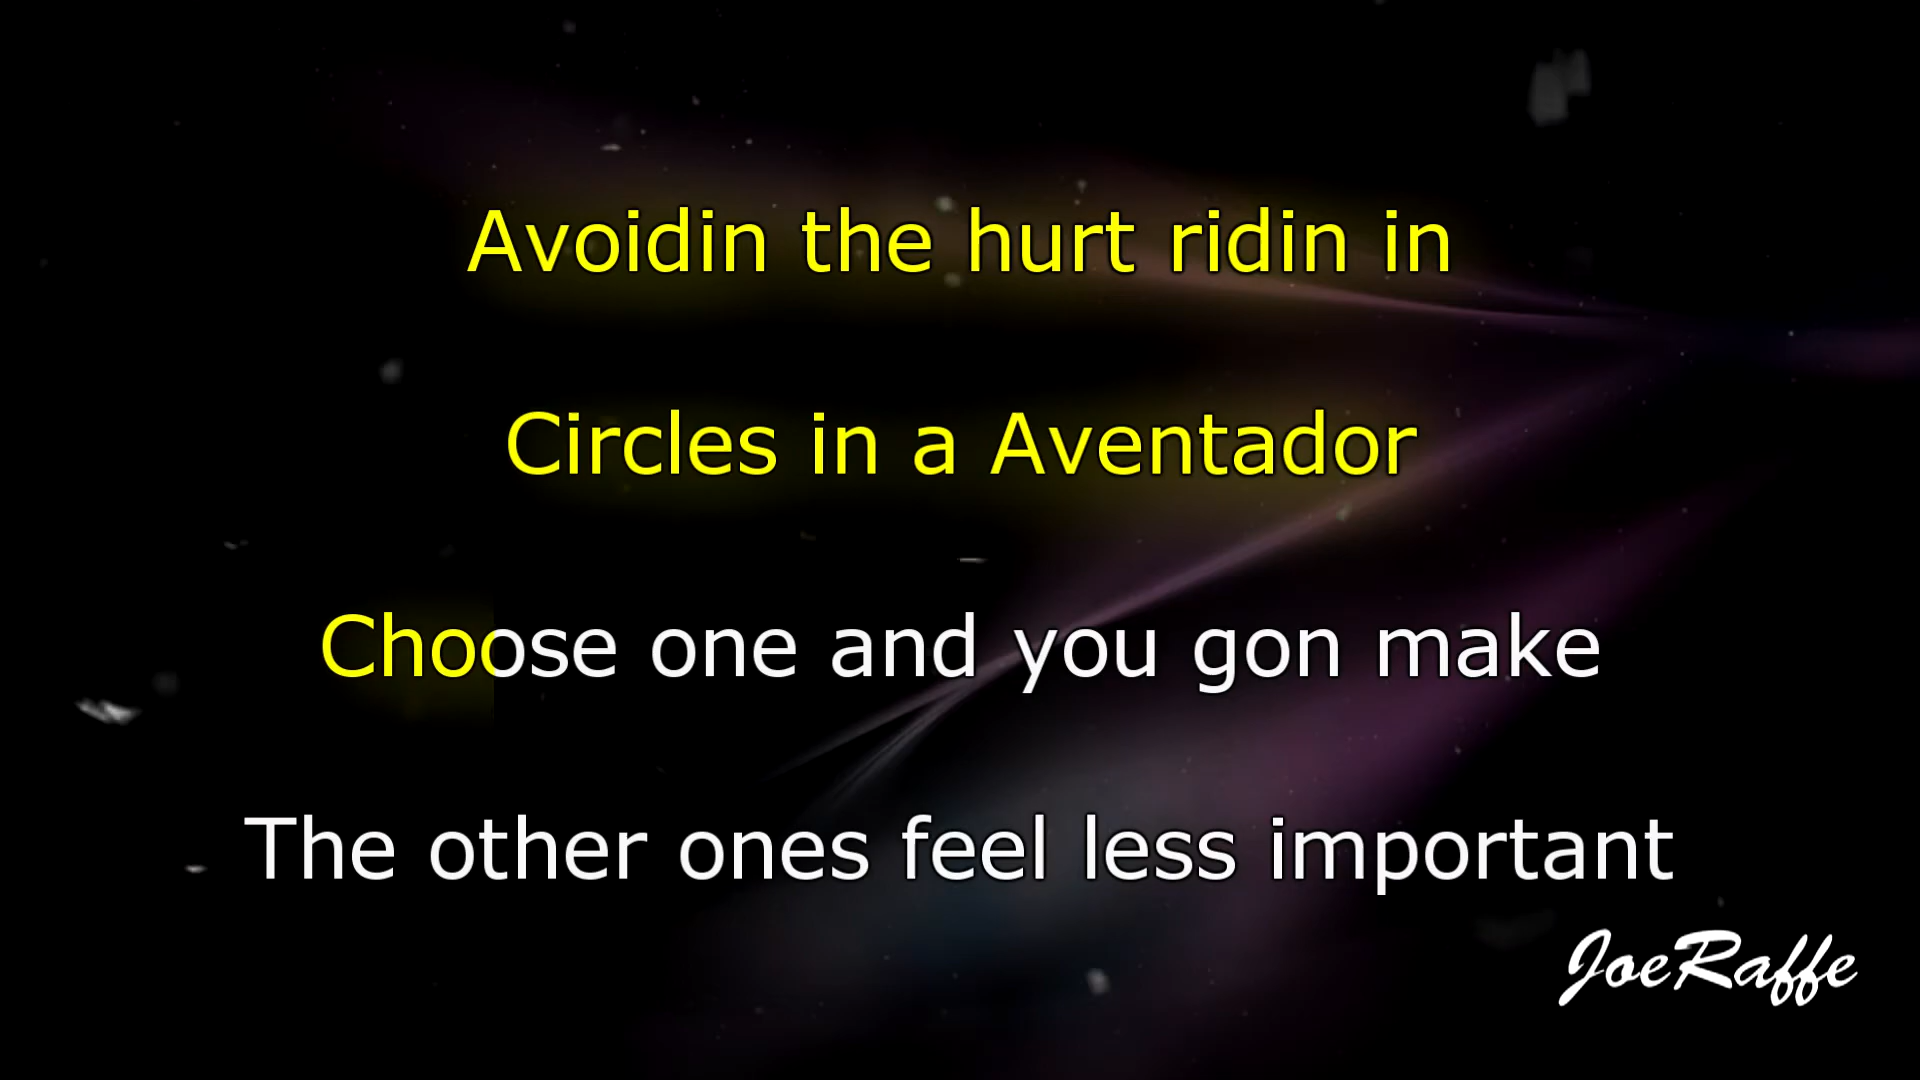 Avoidin the hurt ridin in
Circles in a Aventador
Choose one and you gon make
The other ones feel less important
JoeRaffe